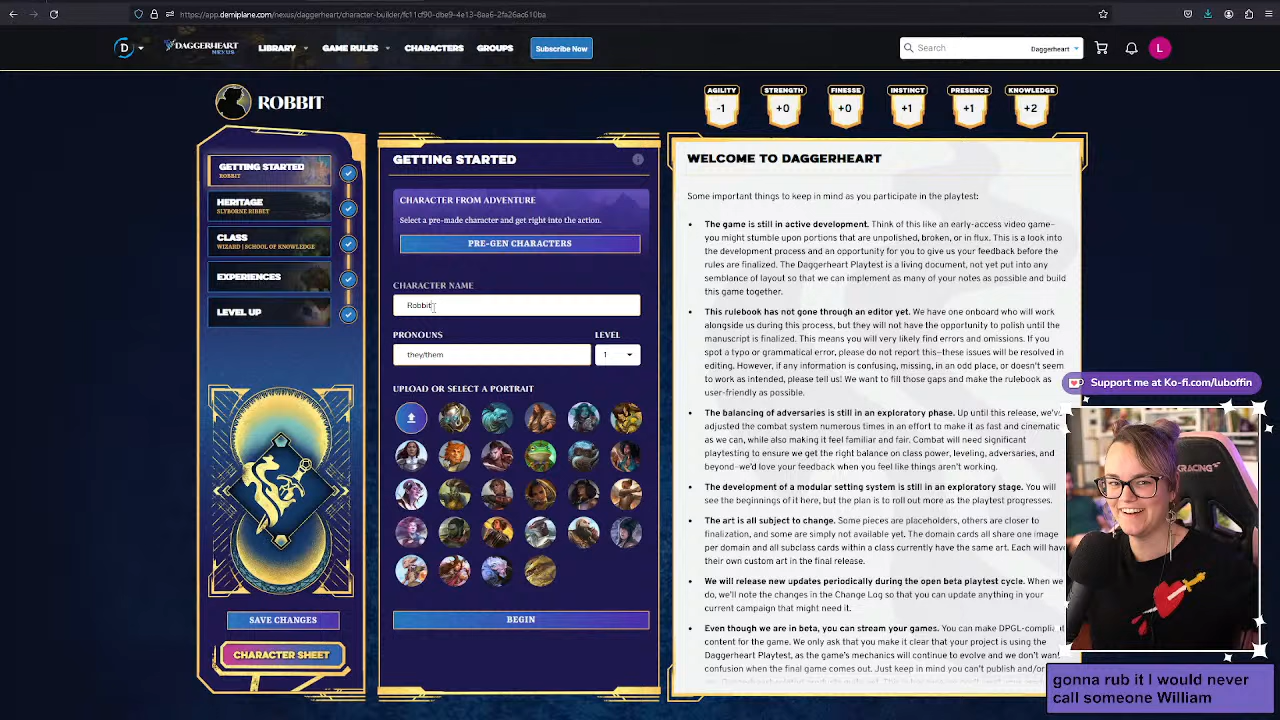 https://app.demiplane.com/nexus/daggerheart/character-builder/fc11cf90-dbe9-4e13-8aa6-2fa26ac610ba
D
DAGGERHEART
NEXUS
LIBRARY
GAME RULES
CHARACTERS
GROUPS
Subscribe Now
Search
Daggerheart
L
ROBBIT
AGILITY
-1
STRENGTH
+0
FINESSE
+0
INSTINCT
+1
PRESENCE
+1
KNOWLEDGE
+2
GETTING STARTED
ROBBIT
HERITAGE
SLYBORNE RIBBET
CLASS
WIZARD | SCHOOL OF KNOWLEDGE
EXPERIENCES
LEVEL UP
SAVE CHANGES
CHARACTER SHEET
GETTING STARTED
CHARACTER FROM ADVENTURE
Select a pre-made character and get right into the action.
PRE-GEN CHARACTERS
CHARACTER NAME
Robbit
PRONOUNS
LEVEL
they/them
1
UPLOAD OR SELECT A PORTRAIT
BEGIN
WELCOME TO DAGGERHEART
Some important things to keep in mind as you participate in the playtest:
The game is still in active development. Think of this like an early-access video game–
you might stumble upon portions that are unpolished, broken, or in flux. This is a look into
the development process and an opportunity for you to give us your feedback before the
rules are finalized. The Daggerheart Playtest is a living document, not yet put into any
semblance of layout so that we can implement as many of your notes as possible and build
this game together.
This rulebook has not gone through an editor yet. We have one onboard who will work
alongside us during this process, but they will not have the opportunity to polish until the
manuscript is finalized. This means you will very likely find errors and omissions. If you
spot a typo or grammatical error, please do not report this—these issues will be resolved in
editing. However, if any information is confusing, missing, in an odd place, or doesn't seem
to work as intended, please tell us! We want to fill those gaps and make the rulebook as
user-friendly as possible.
The balancing of adversaries is still in an exploratory phase. Up until this release, we've
adjusted the combat system numerous times in an effort to make it as fast and cinematic
as we can, while also making it feel familiar and fair. Combat will need significant
playtesting to ensure we get the right balance on class power, leveling, adversaries, and
beyond—we'd love your feedback when you feel like things aren't working.
The development of a modular setting system is still in an exploratory stage. You will
see the beginnings of it here, but the plan is to roll out more as the playtest progresses.
The art is all subject to change. Some pieces are placeholders, others are closer to
finalization, and some are simply not available yet. The domain cards all share one image
per domain and all subclass cards within a class currently have the same art. Each will have
their own custom art in the final release.
We will release new updates periodically during the open beta playtest cycle. When we
do, we'll note the changes in the Change Log so that you can update anything in your
current campaign that might need it.
Even though we are in beta, you can stream your games. You can make DPGL-compliant
content for the game. We only ask that you make it clear that your project is using the
Daggerheart Playtest, as the game's mechanics will continue to evolve and we don't want
confusion when the final game comes out. Just keep in mind you can't publish and/or
Support me at Ko-fi.com/luboffin
RACING
gonna rub it I would never
call someone William